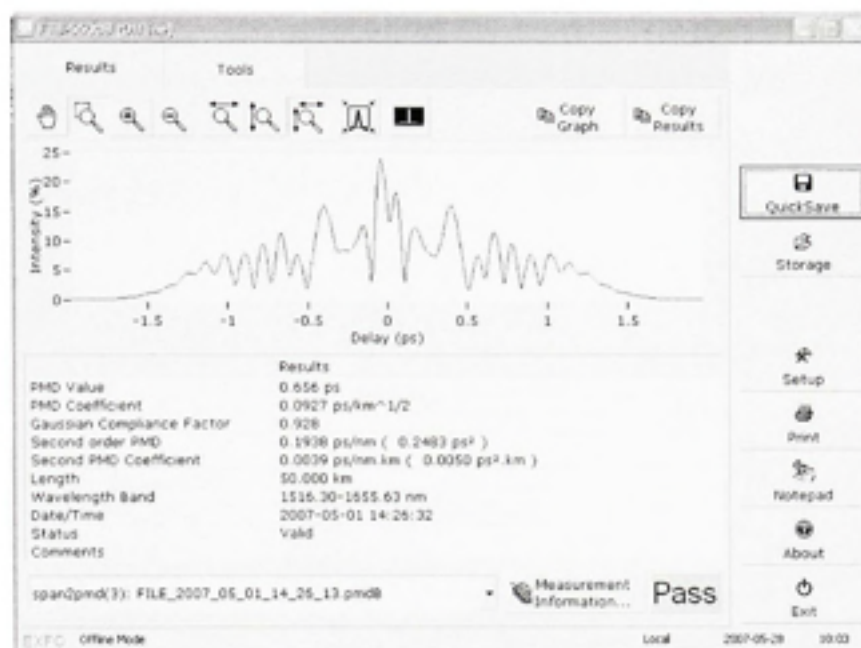 Results Tools
Copy Graph
Copy Results
25
20
15
10
5
0
Intensity (%)
-1.5 -1 -0.5 0 0.5 1 1.5
Delay (ps)
QuickSave
Storage
Setup
Print
Notepad
About
Exit
Results
PMD Value 0.656 ps
PMD Coefficient 0.0927 ps/km^1/2
Gaussian Compliance Factor 0.928
Second order PMD 0.1938 ps/nm ( 0.2483 ps² )
Second PMD Coefficient 0.0039 ps/nm.km ( 0.0050 ps².km )
Length 50.000 km
Wavelength Band 1516.30-1655.63 nm
Date/Time 2007-05-01 14:26:32
Status Valid
Comments
span2pmd(3): FILE_2007_05_01_14_26_13.pmdB
Measurement Information...
Pass
EXFO Offline Mode Local 2007-05-28 10:03